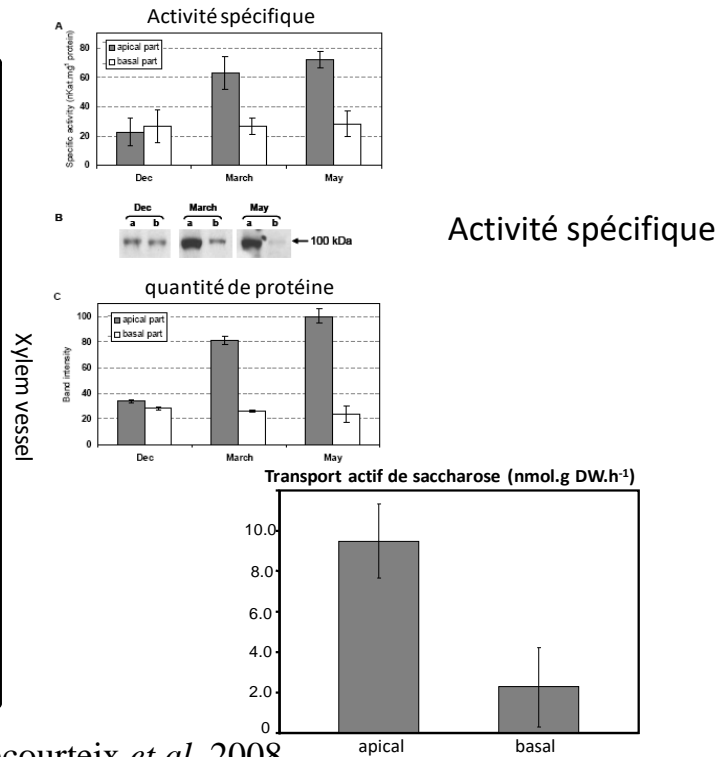 Activité spécifique
A
80
60
40
20
0
Specific activity (nKat.mg¹ protein)
apical part
basal part
Dec March May
B
Dec March May
a b a b a b
100 kDa
Activité spécifique
quantité de protéine
C
100
80
60
40
20
0
Band intensity
apical part
basal part
Dec March May
Xylem vessel
Transport actif de saccharose (nmol.g DW.h-1)
10.0
8.0
6.0
4.0
2.0
0
apical basal
et al. 2008